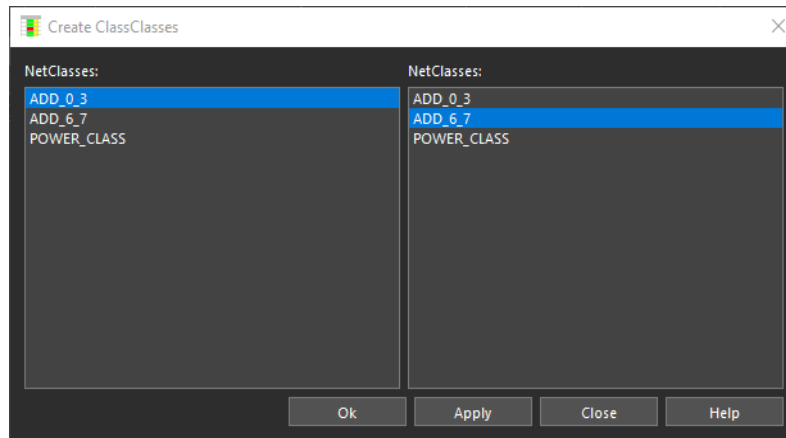 Create ClassClasses
NetClasses:
NetClasses:
ADD_0_3
ADD_6_7
POWER_CLASS
ADD_0_3
ADD_6_7
POWER_CLASS
Ok
Apply
Close
Help